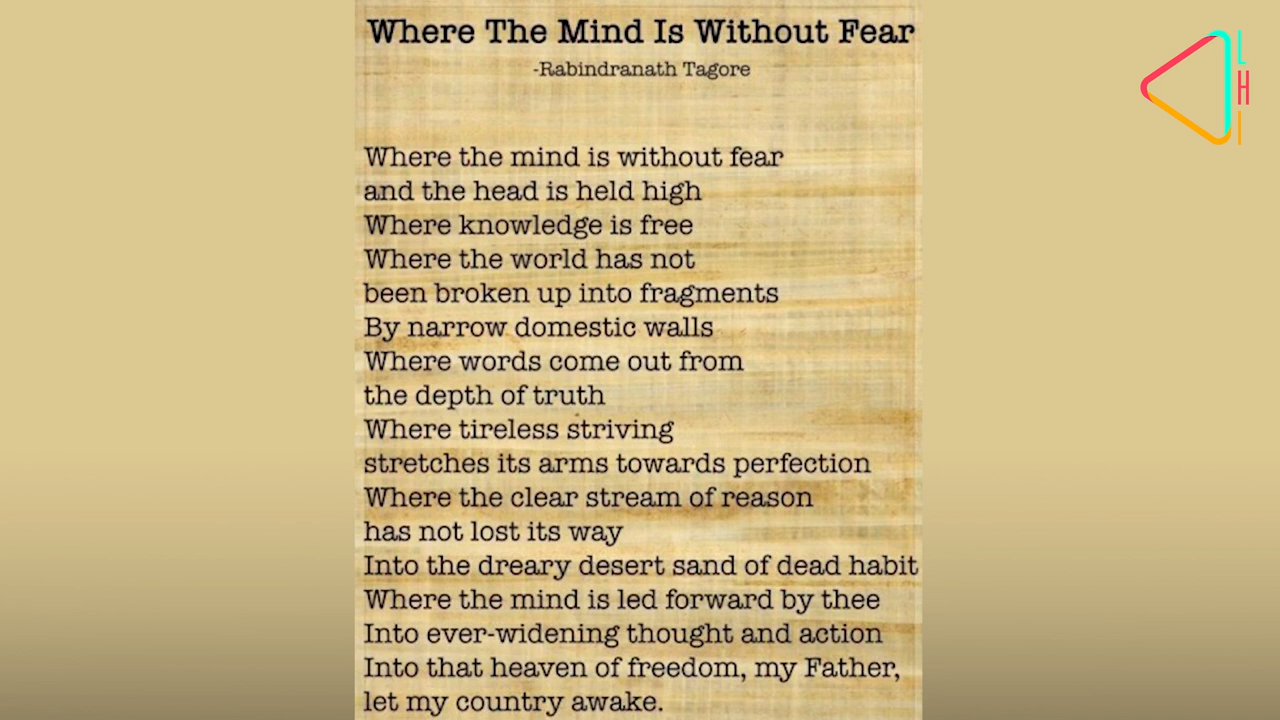 Where The Mind Is Without Fear
-Rabindranath Tagore
Where the mind is without fear
and the head is held high
Where knowledge is free
Where the world has not
been broken up into fragments
By narrow domestic walls
Where words come out from
the depth of truth
Where tireless striving
stretches its arms towards perfection
Where the clear stream of reason
has not lost its way
Into the dreary desert sand of dead habit
Where the mind is led forward by thee
Into ever-widening thought and action
Into that heaven of freedom, my Father,
let my country awake.
L
H
I